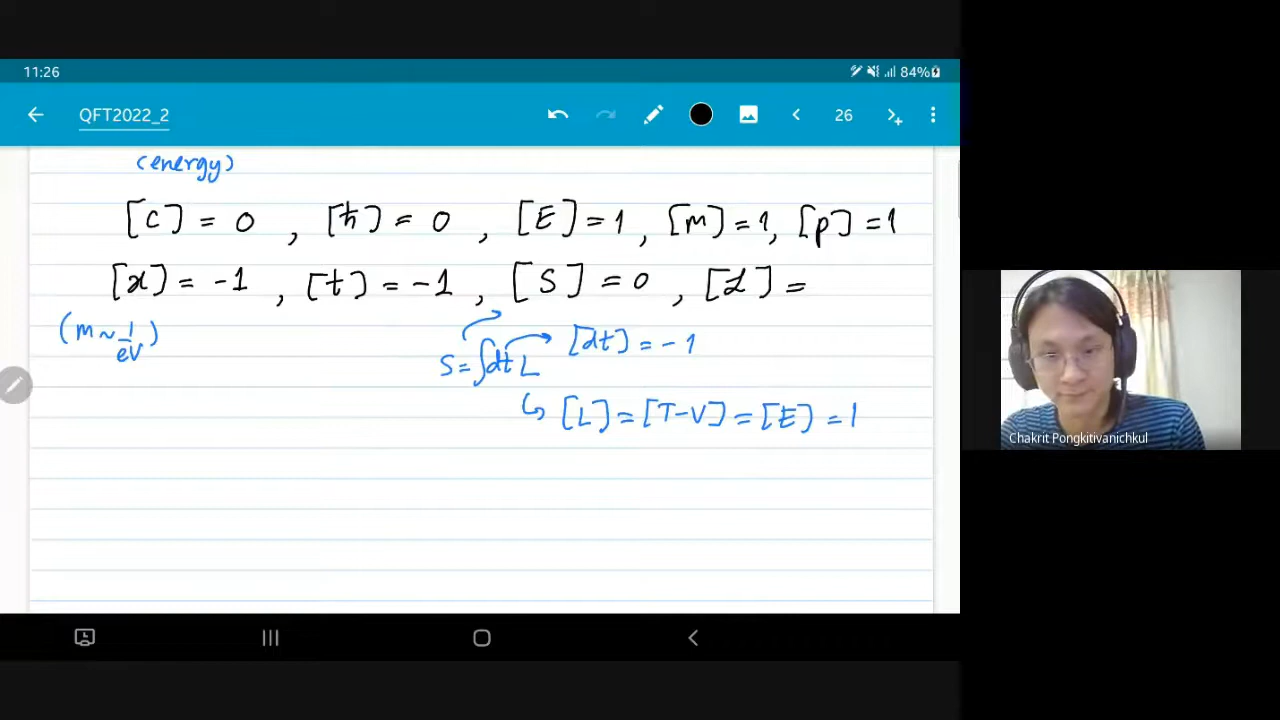 11:26
84%
QFT2022_2
26
(energy)
[c] = 0 , [ℏ] = 0 , [E] = 1 , [m] = 1, [p] = 1
[x] = -1 , [t] = -1 , [S] = 0 , [ℒ] =
(m ~ 1/eV)
[dt] = -1
S = ∫dt L
↳ [L] = [T-V] = [E] = 1
Chakrit Pongkitivanichkul